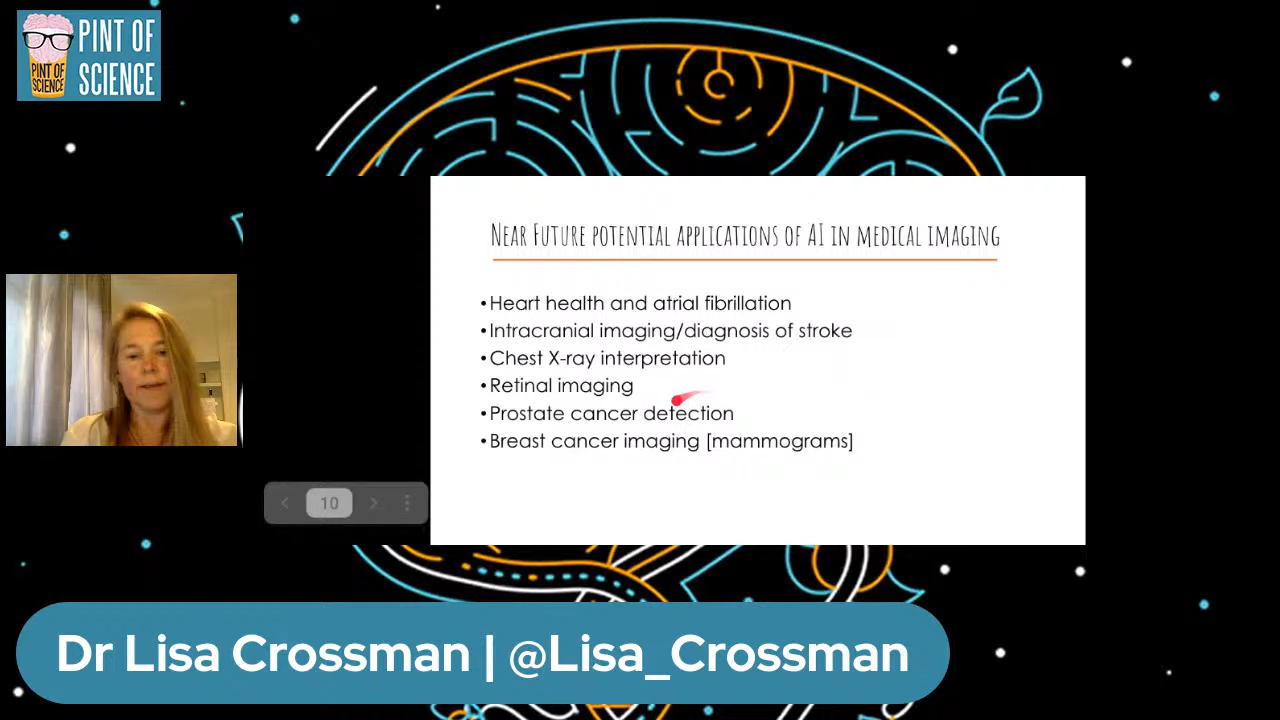 PINT OF
SCIENCE
PINT OF
SCIENCE
NEAR FUTURE POTENTIAL APPLICATIONS OF AI IN MEDICAL IMAGING
•Heart health and atrial fibrillation
•Intracranial imaging/diagnosis of stroke
•Chest X-ray interpretation
•Retinal imaging
•Prostate cancer detection
•Breast cancer imaging [mammograms]
10
Dr Lisa Crossman | @Lisa_Crossman